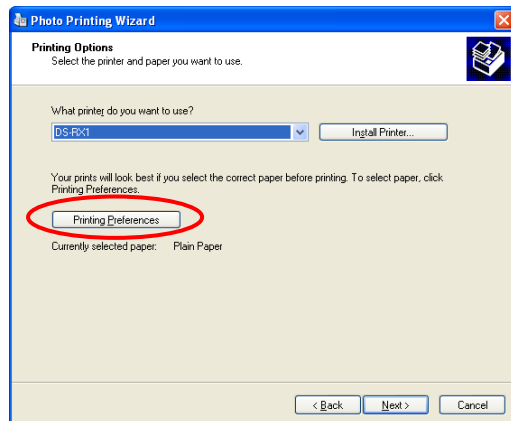 Photo Printing Wizard
Printing Options
Select the printer and paper you want to use.
What printer do you want to use?
DS-RX1
Install Printer...
Your prints will look best if you select the correct paper before printing. To select paper, click
Printing Preferences.
Printing Preferences
Currently selected paper: Plain Paper
< Back
Next >
Cancel